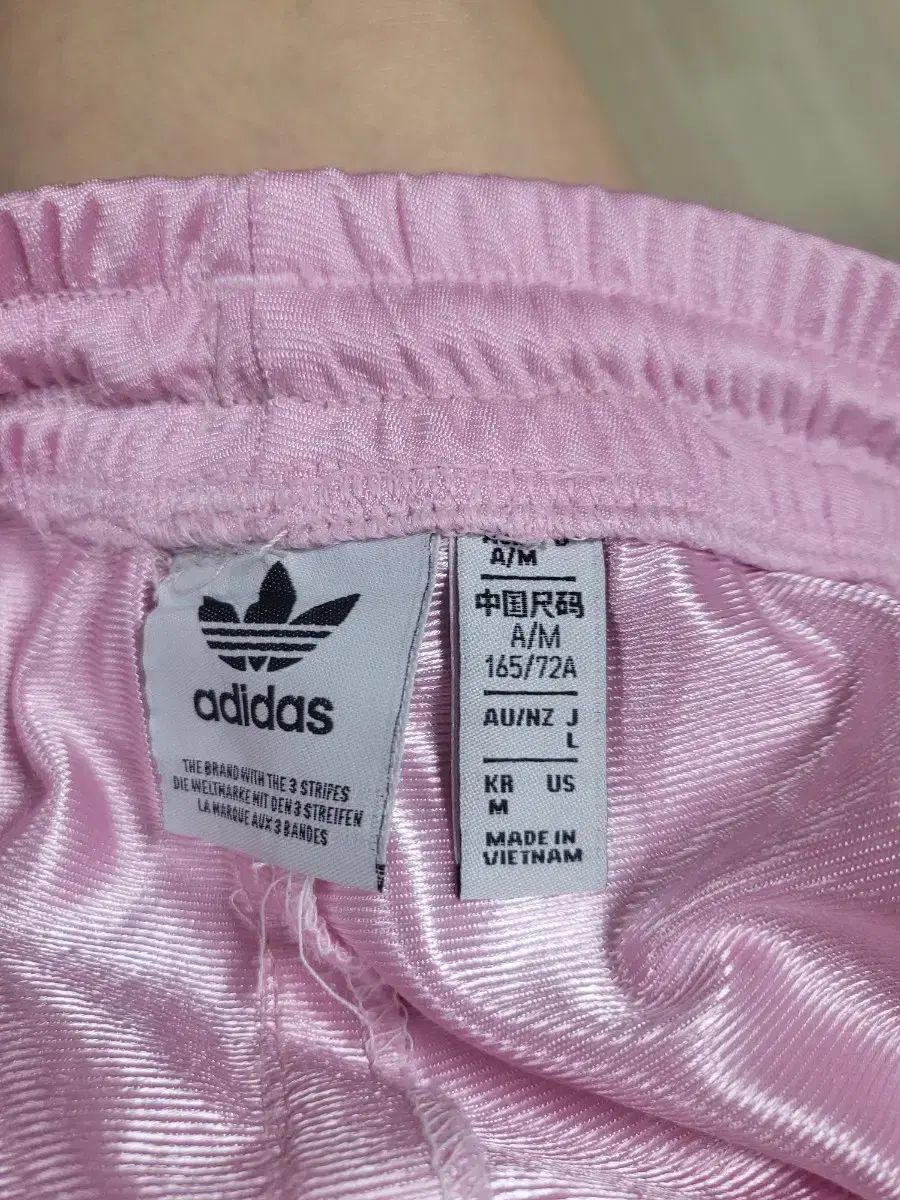 adidas
THE BRAND WITH THE 3 STRIPES
DIE WELTMARKE MIT DEN 3 STREIFEN
LA MARQUE AUX 3 BANDES
A/M
中国尺码
A/M
165/72A
AU/NZ J
L
KR US
M
MADE IN
VIETNAM